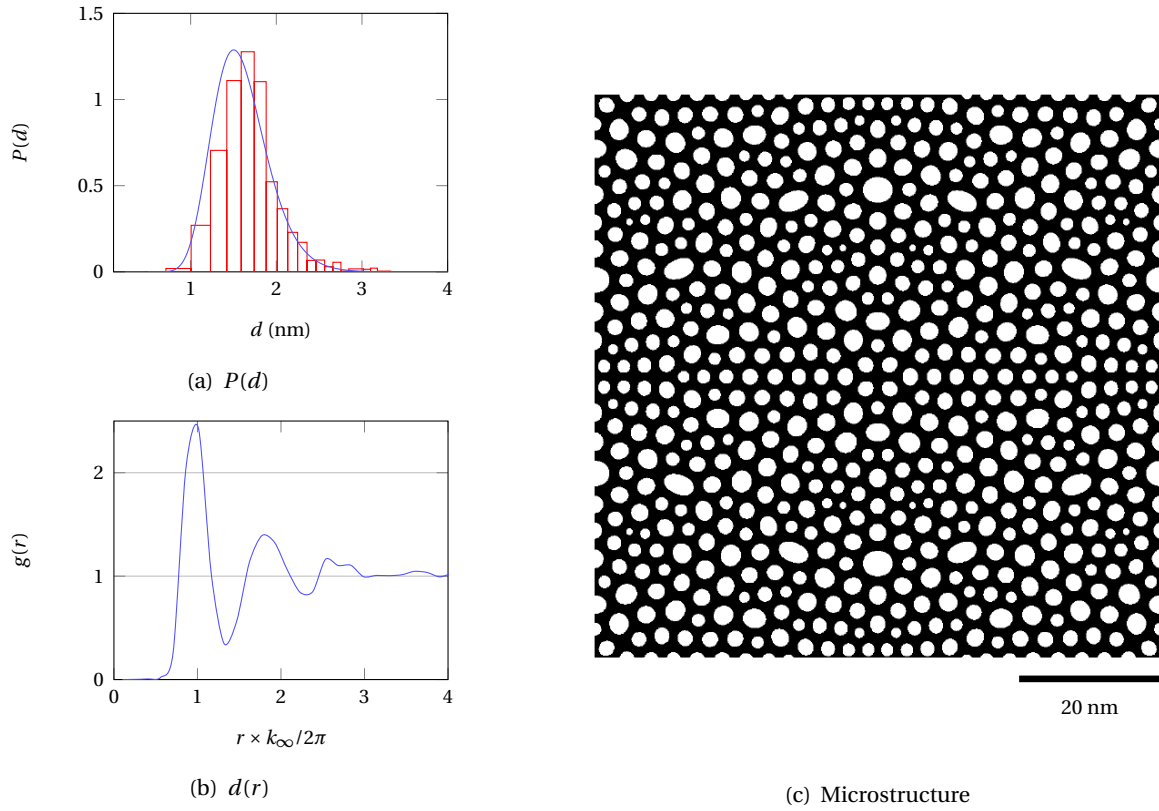 1.5
1
0.5
0
P(d)
1 2 3 4
d (nm)
(a) P(d)
2
1
0
g(r)
0 1 2 3 4
r × k∞/2π
(b) d(r)
20 nm
(c) Microstructure